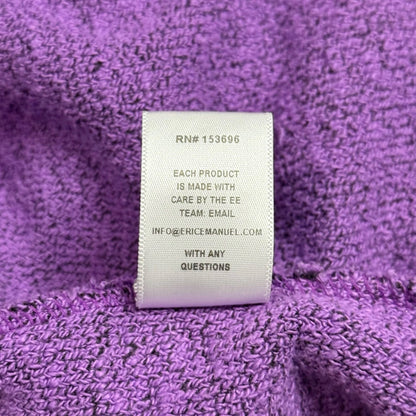 RN# 153696
EACH PRODUCT
IS MADE WITH
CARE BY THE EE
TEAM: EMAIL
INFO@ERICEMANUEL.COM
WITH ANY
QUESTIONS